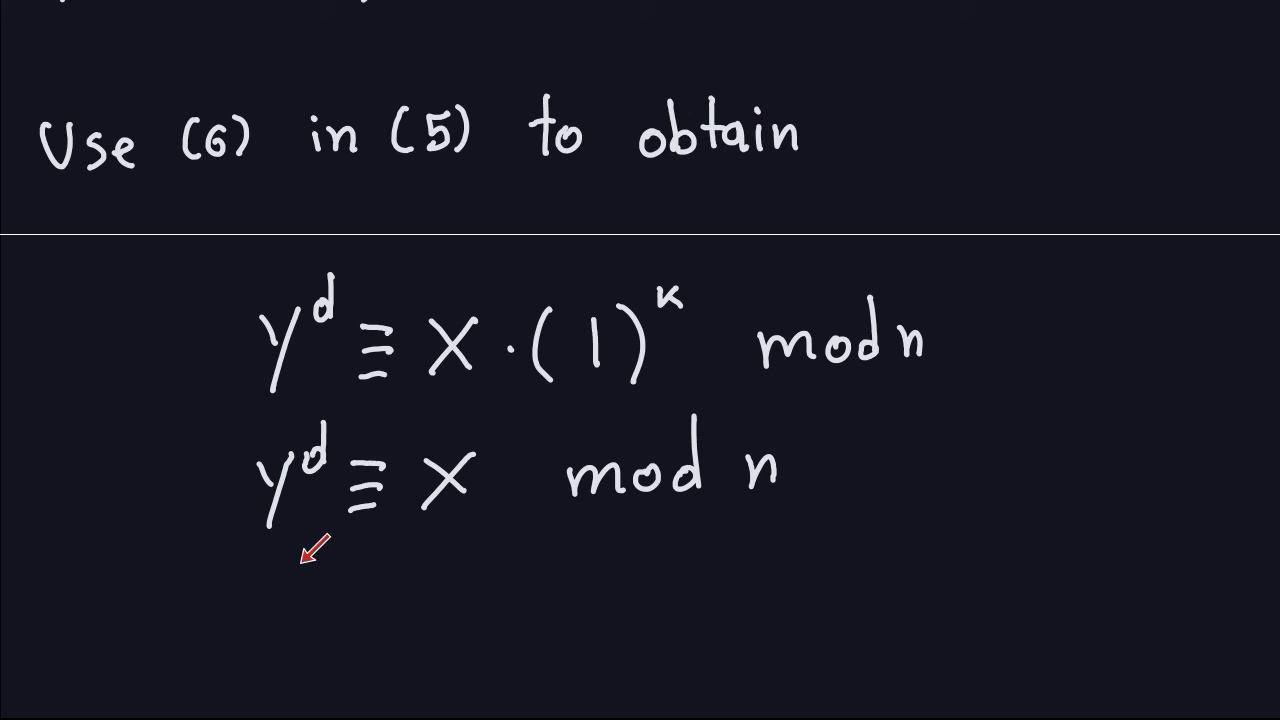 Use (6) in (5) to obtain
y^d ≡ x · (1)^k mod n
y^d ≡ x mod n